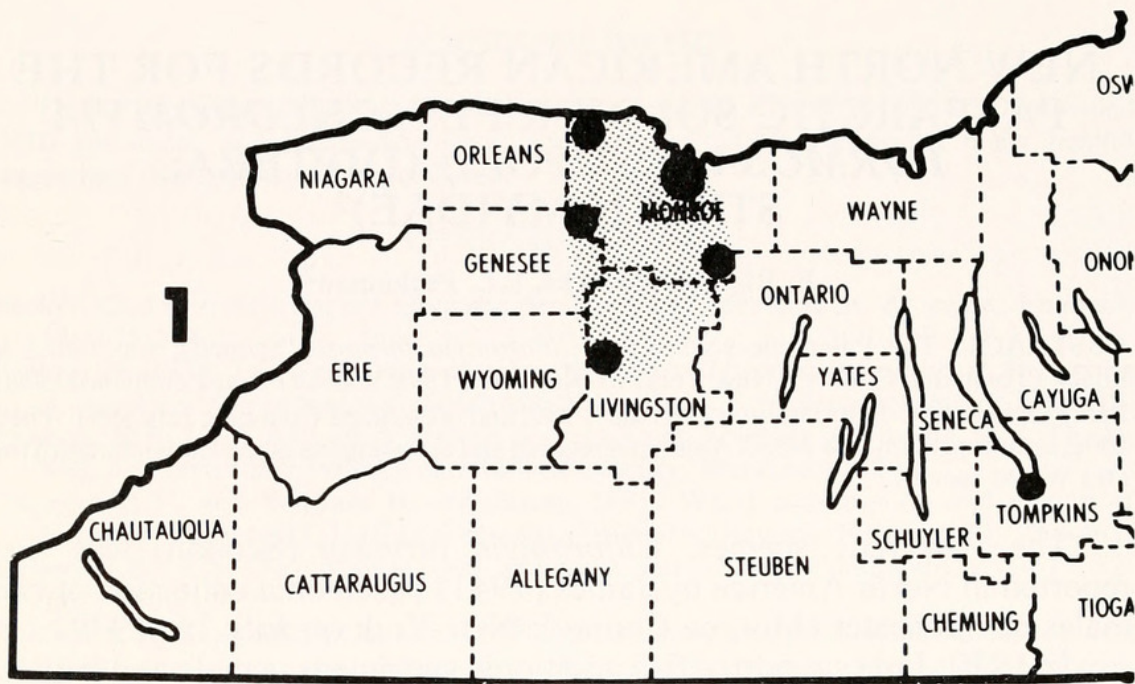 OSW
ORLEANS
NIAGARA
MONROE
WAYNE
GENESEE
ONON
ONTARIO
1
ERIE
WYOMING
YATES
LIVINGSTON
CAYUGA
SENECA
CHAUTAUQUA
TOMPKINS
SCHUYLER
CATTARAUGUS
ALLEGANY
STEUBEN
TIOGA
CHEMUNG